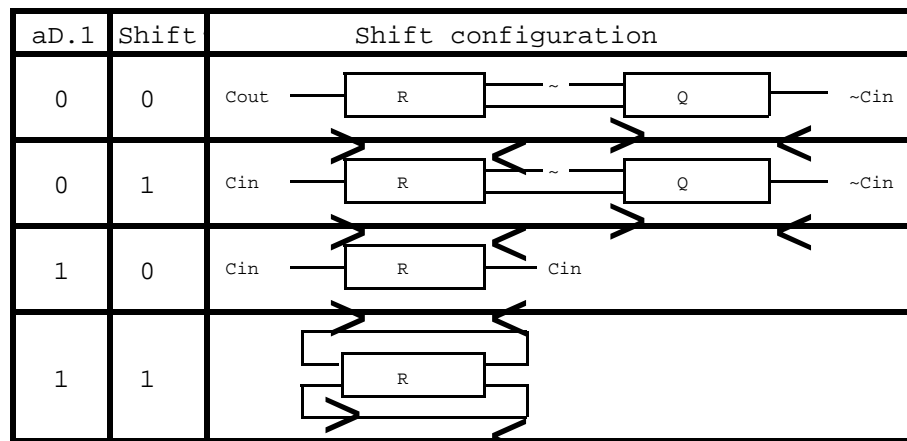 aD.1 Shift Shift configuration
0 0 Cout R ~ Q ~Cin
0 1 Cin R ~ Q ~Cin
1 0 Cin R Cin
1 1 R